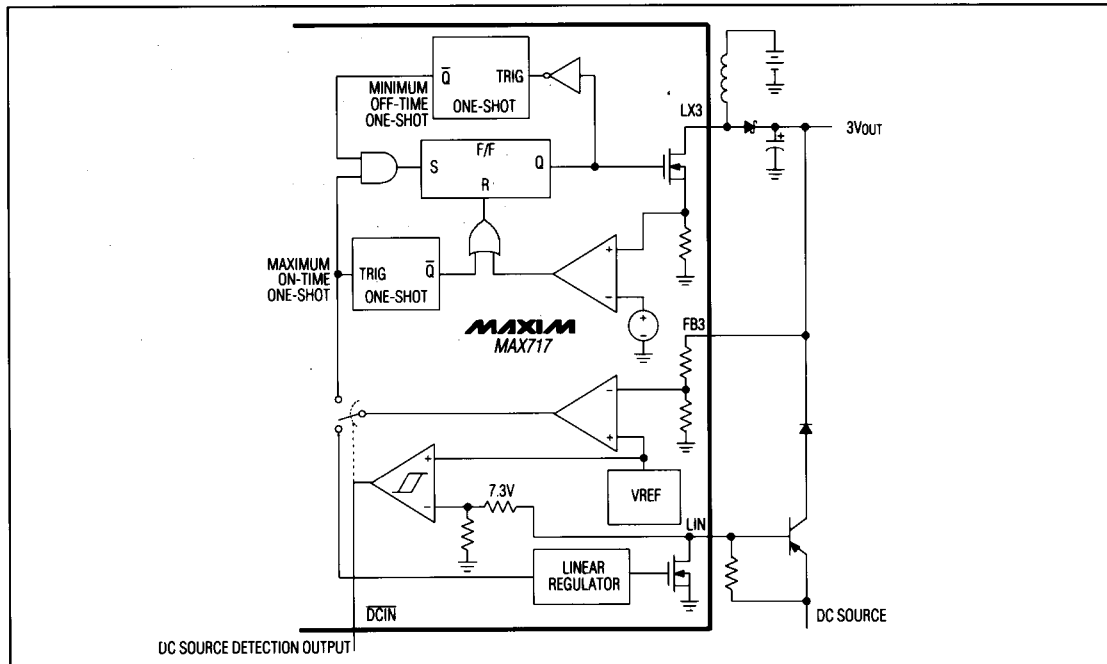 Q̅
TRIG
MINIMUM
OFF-TIME
ONE-SHOT
ONE-SHOT
LX3
3VOUT
F/F
S
Q
R
+
MAXIMUM
ON-TIME
ONE-SHOT
TRIG
Q̅
ONE-SHOT
+
−
+
−
MAXIM
MAX717
FB3
−
+
+
−
7.3V
VREF
LIN
LINEAR
REGULATOR
D̅C̅I̅N̅
DC SOURCE
DC SOURCE DETECTION OUTPUT